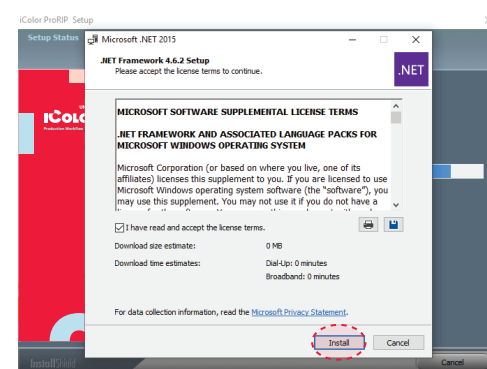 iColor ProRIP Setup
Setup Status
Microsoft .NET 2015
.NET Framework 4.6.2 Setup
Please accept the license terms to continue.
.NET
MICROSOFT SOFTWARE SUPPLEMENTAL LICENSE TERMS
.NET FRAMEWORK AND ASSOCIATED LANGUAGE PACKS FOR
MICROSOFT WINDOWS OPERATING SYSTEM
Microsoft Corporation (or based on where you live, one of its
affiliates) licenses this supplement to you. If you are licensed to use
Microsoft Windows operating system software (the “software”), you
may use this supplement. You may not use it if you do not have a
I have read and accept the license terms.
Download size estimate: 0 MB
Download time estimates: Dial-Up: 0 minutes
Broadband: 0 minutes
For data collection information, read the Microsoft Privacy Statement.
Install Cancel
InstallShield
Cancel